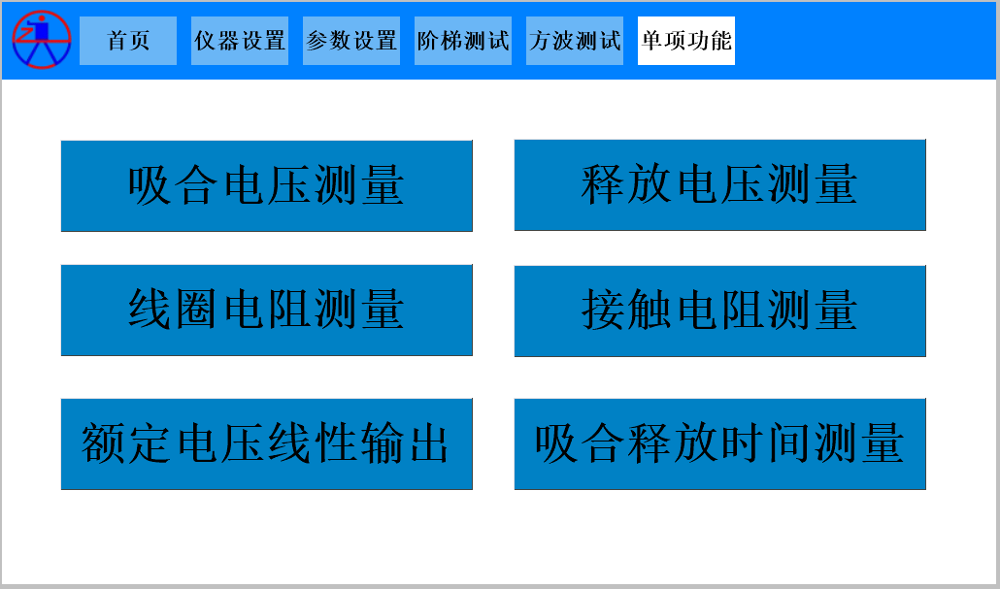 首页 仪器设置 参数设置 阶梯测试 方波测试 单项功能
吸合电压测量 释放电压测量
线圈电阻测量 接触电阻测量
额定电压线性输出 吸合释放时间测量